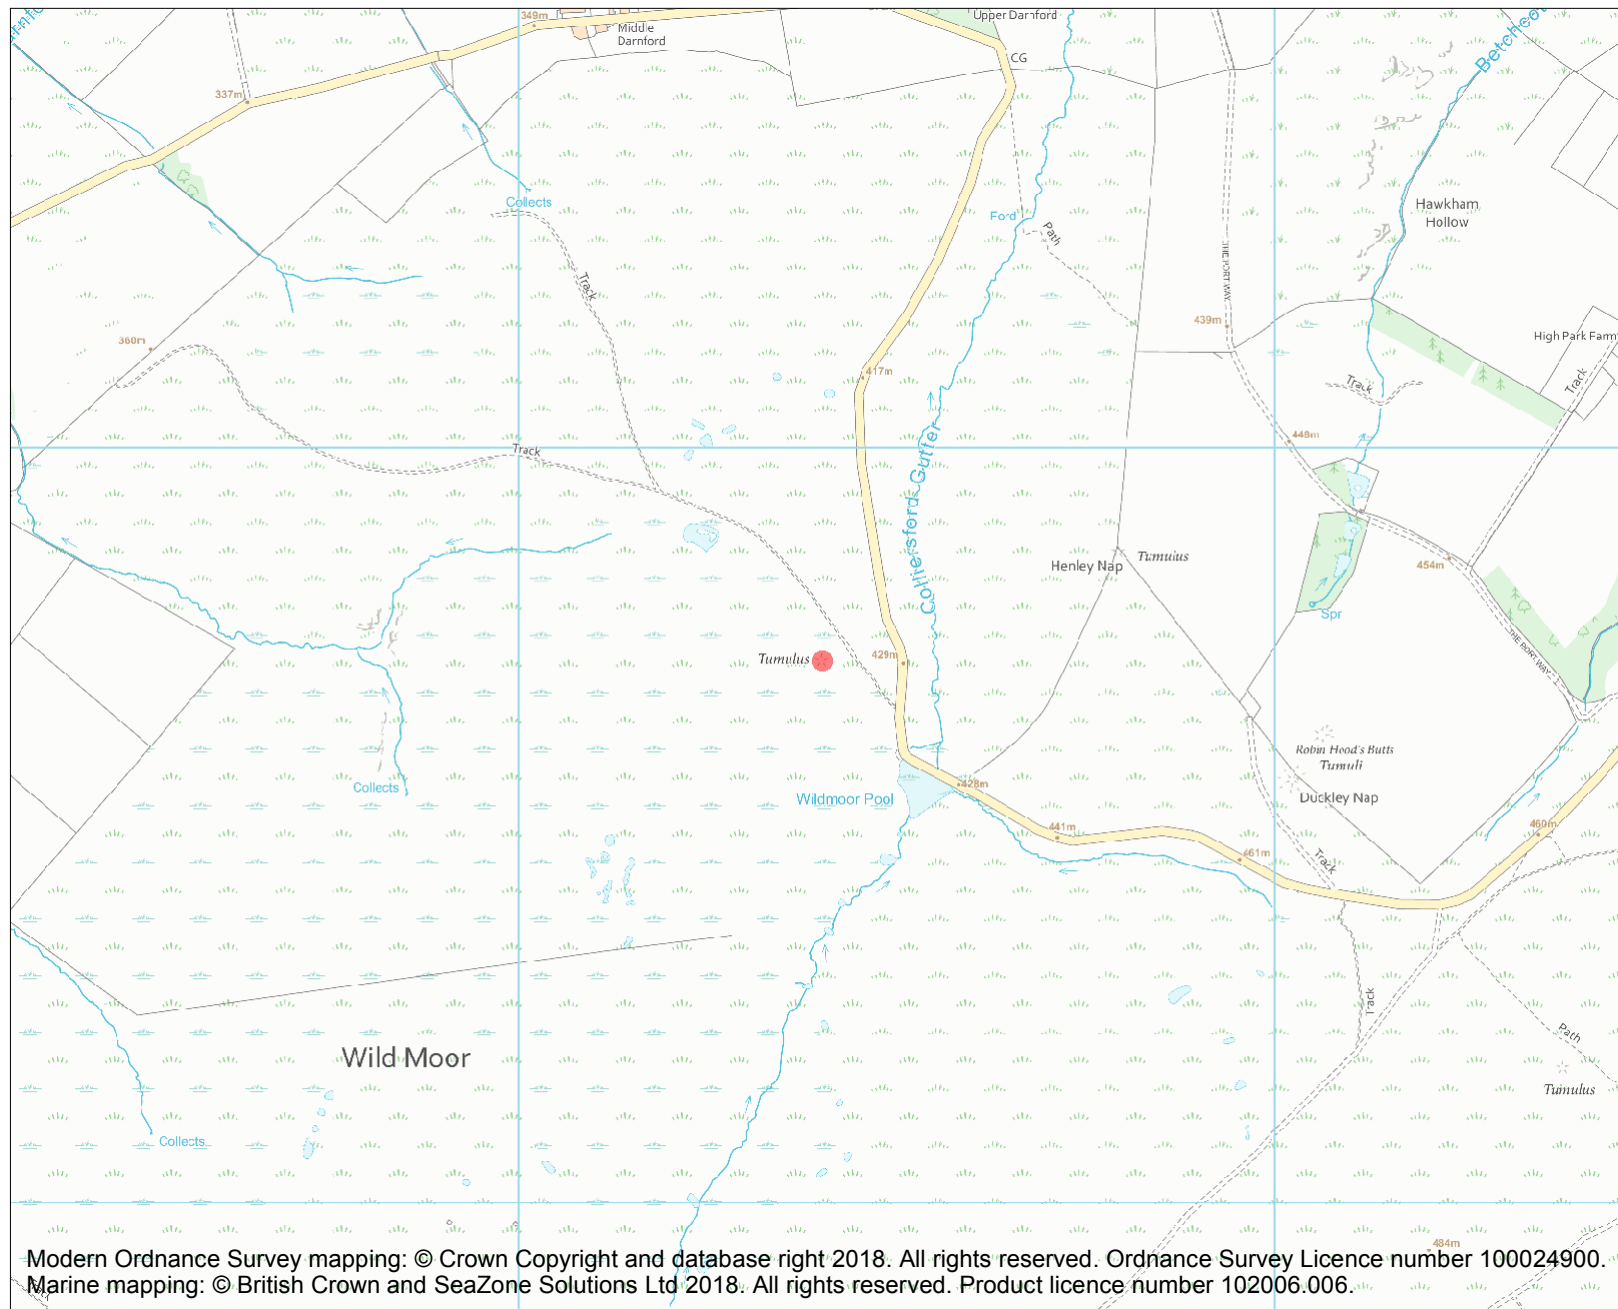 349m
Middle
Darnford
Upper Darnford
CG
Betchcot
337m
Collects
Ford
Path
Track
THE PORT WAY
Hawkham
Hollow
439m
360m
417m
High Park Farm
Track
Track
Track
448m
Colliersford Gutter
Henley Nap
Tumulus
454m
Spr
THE PORT WAY
Tumulus
429m
Robin Hood's Butts
Tumuli
Duckley Nap
Collects
Wildmoor Pool
428m
441m
461m
460m
Track
Track
Path
Wild Moor
Tumulus
Collects
484m
Modern Ordnance Survey mapping: © Crown Copyright and database right 2018. All rights reserved. Ordnance Survey Licence number 100024900.
Marine mapping: © British Crown and SeaZone Solutions Ltd 2018. All rights reserved. Product licence number 102006.006.